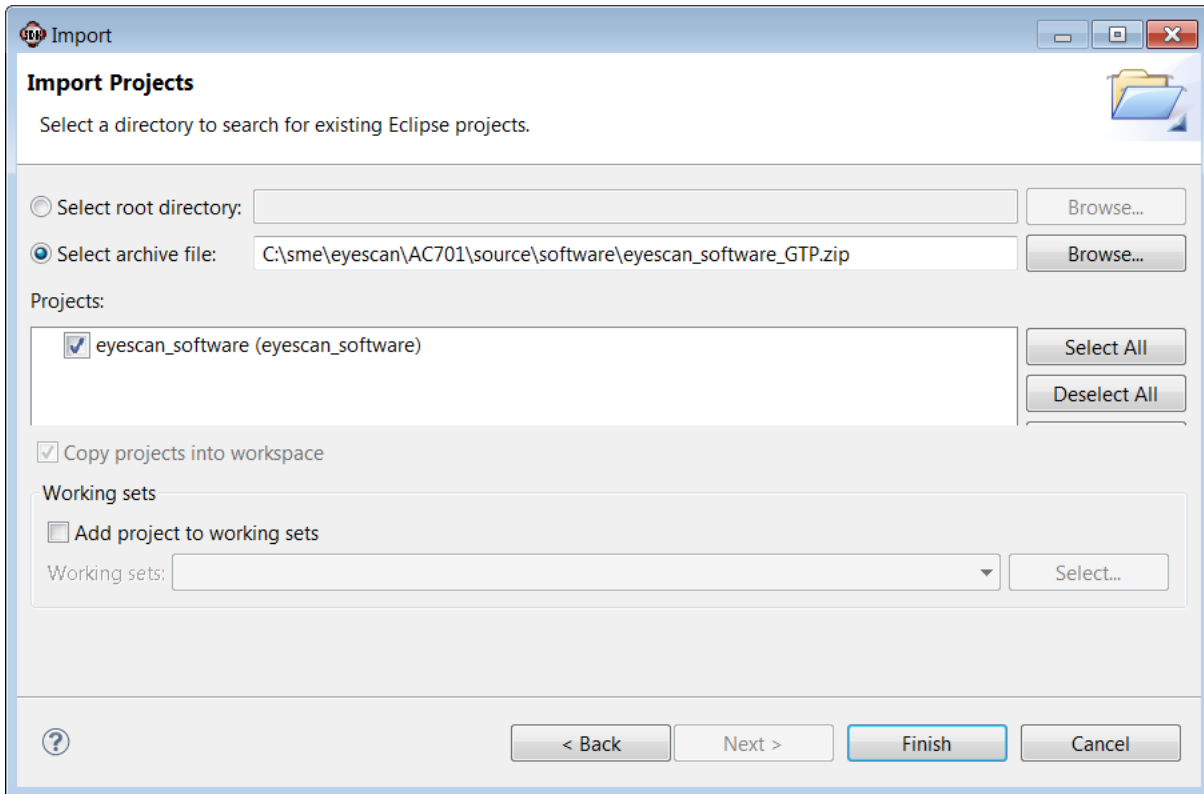 SDK Import
Import Projects
Select a directory to search for existing Eclipse projects.
Select root directory: Browse...
Select archive file: C:\sme\eyescan\AC701\source\software\eyescan_software_GTP.zip Browse...
Projects:
eyescan_software (eyescan_software) Select All
Deselect All
Copy projects into workspace
Working sets
Add project to working sets
Working sets: Select...
? < Back Next > Finish Cancel